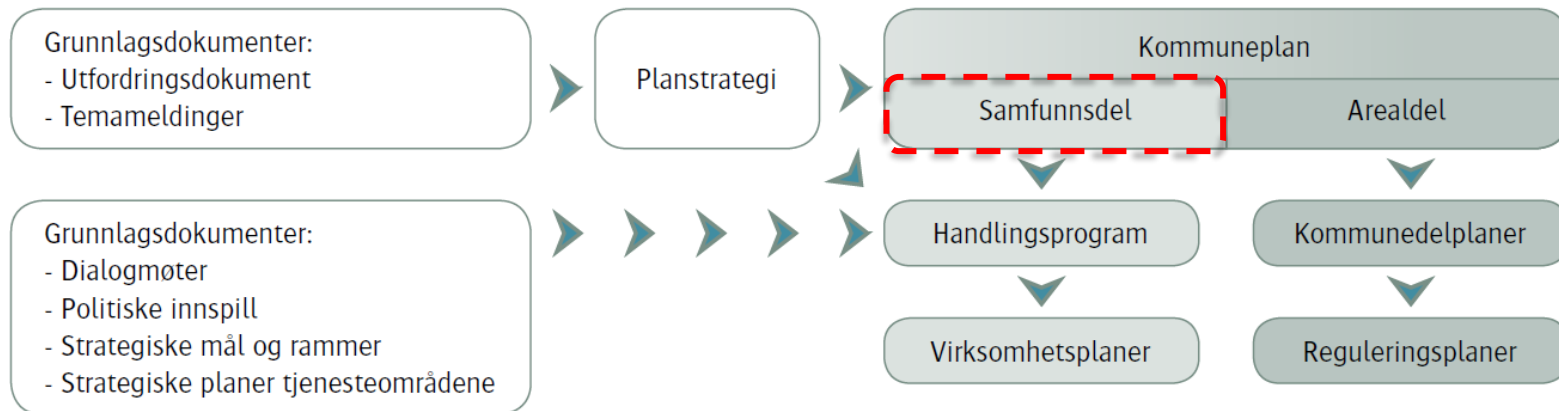 Grunnlagsdokumenter:
- Utfordringsdokument
- Temameldinger
Planstrategi
Kommuneplan
Samfunnsdel
Arealdel
Grunnlagsdokumenter:
- Dialogmøter
- Politiske innspill
- Strategiske mål og rammer
- Strategiske planer tjenesteområdene
Handlingsprogram
Kommunedelplaner
Virksomhetsplaner
Reguleringsplaner